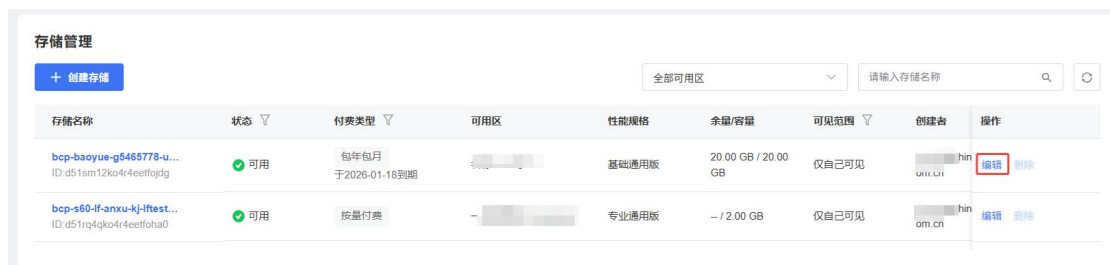 存储管理
+ 创建存储
全部可用区
请输入存储名称
存储名称 状态 付费类型 可用区 性能规格 余量/容量 可见范围 创建者 操作
bcp-baoyue-g5465778-u... 可用 包年包月 基础通用版 20.00 GB / 20.00 仅自己可见 hin 编辑 删除
ID:d51sm12ko4r4eetfojdg 于2026-01-18到期 GB om.cn
bcp-s60-lf-anxu-kj-lftest... 可用 按量付费 -- 专业通用版 -- / 2.00 GB 仅自己可见 hin 编辑 删除
ID:d51rq4qko4r4eetfoha0 om.cn